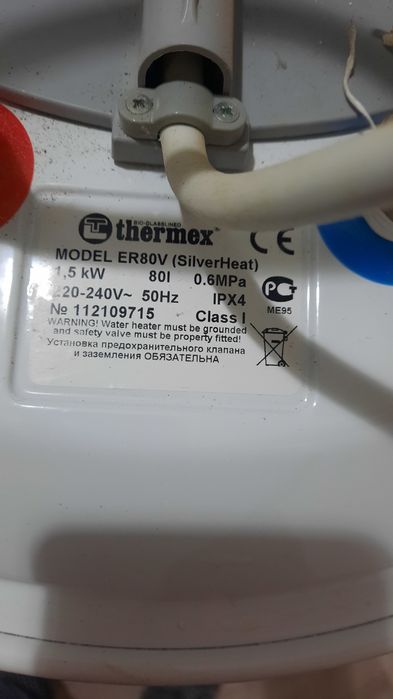 BIO-GLASSLINED
thermex
CE
MODEL ER80V (SilverHeat)
1,5 kW 80l 0.6MPa
220-240V~ 50Hz IPX4
РС
ME95
№ 112109715 Class I
WARNING! Water heater must be grounded
and safety valve must be property fitted!
Установка предохранительного клапана
и заземления ОБЯЗАТЕЛЬНА